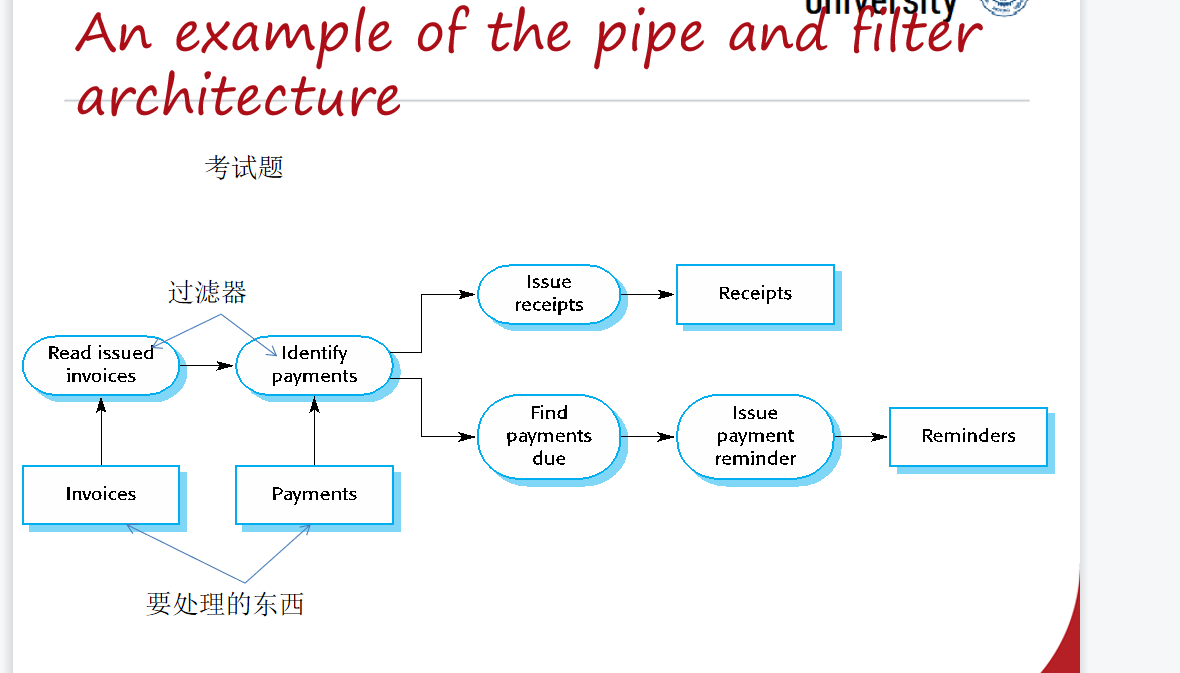 university
An example of the pipe and filter
architecture
考试题
过滤器
Issue
receipts
Receipts
Read issued
invoices
Identify
payments
Find
payments
due
Issue
payment
reminder
Reminders
Invoices
Payments
要处理的东西